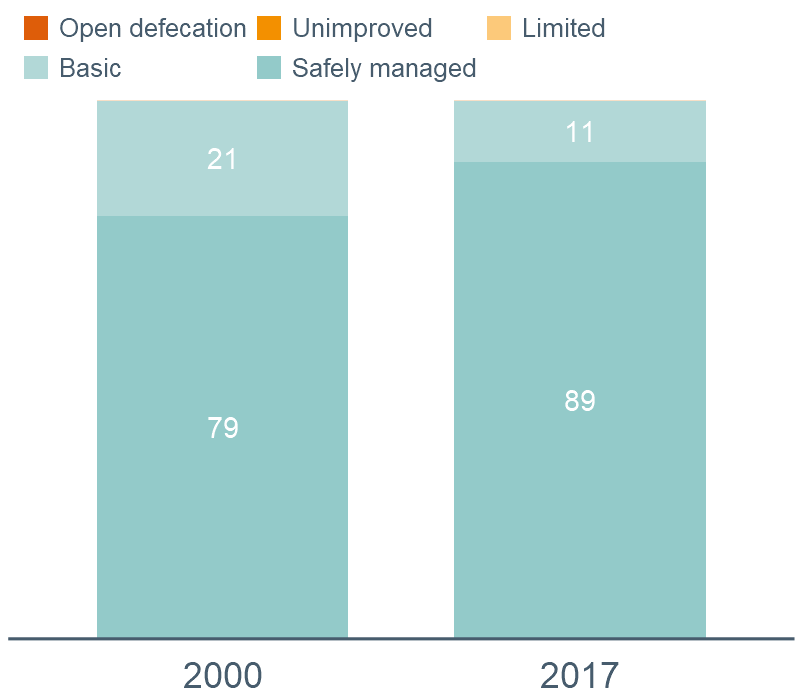 Open defecation Unimproved Limited
Basic Safely managed
21 11
79 89
2000 2017